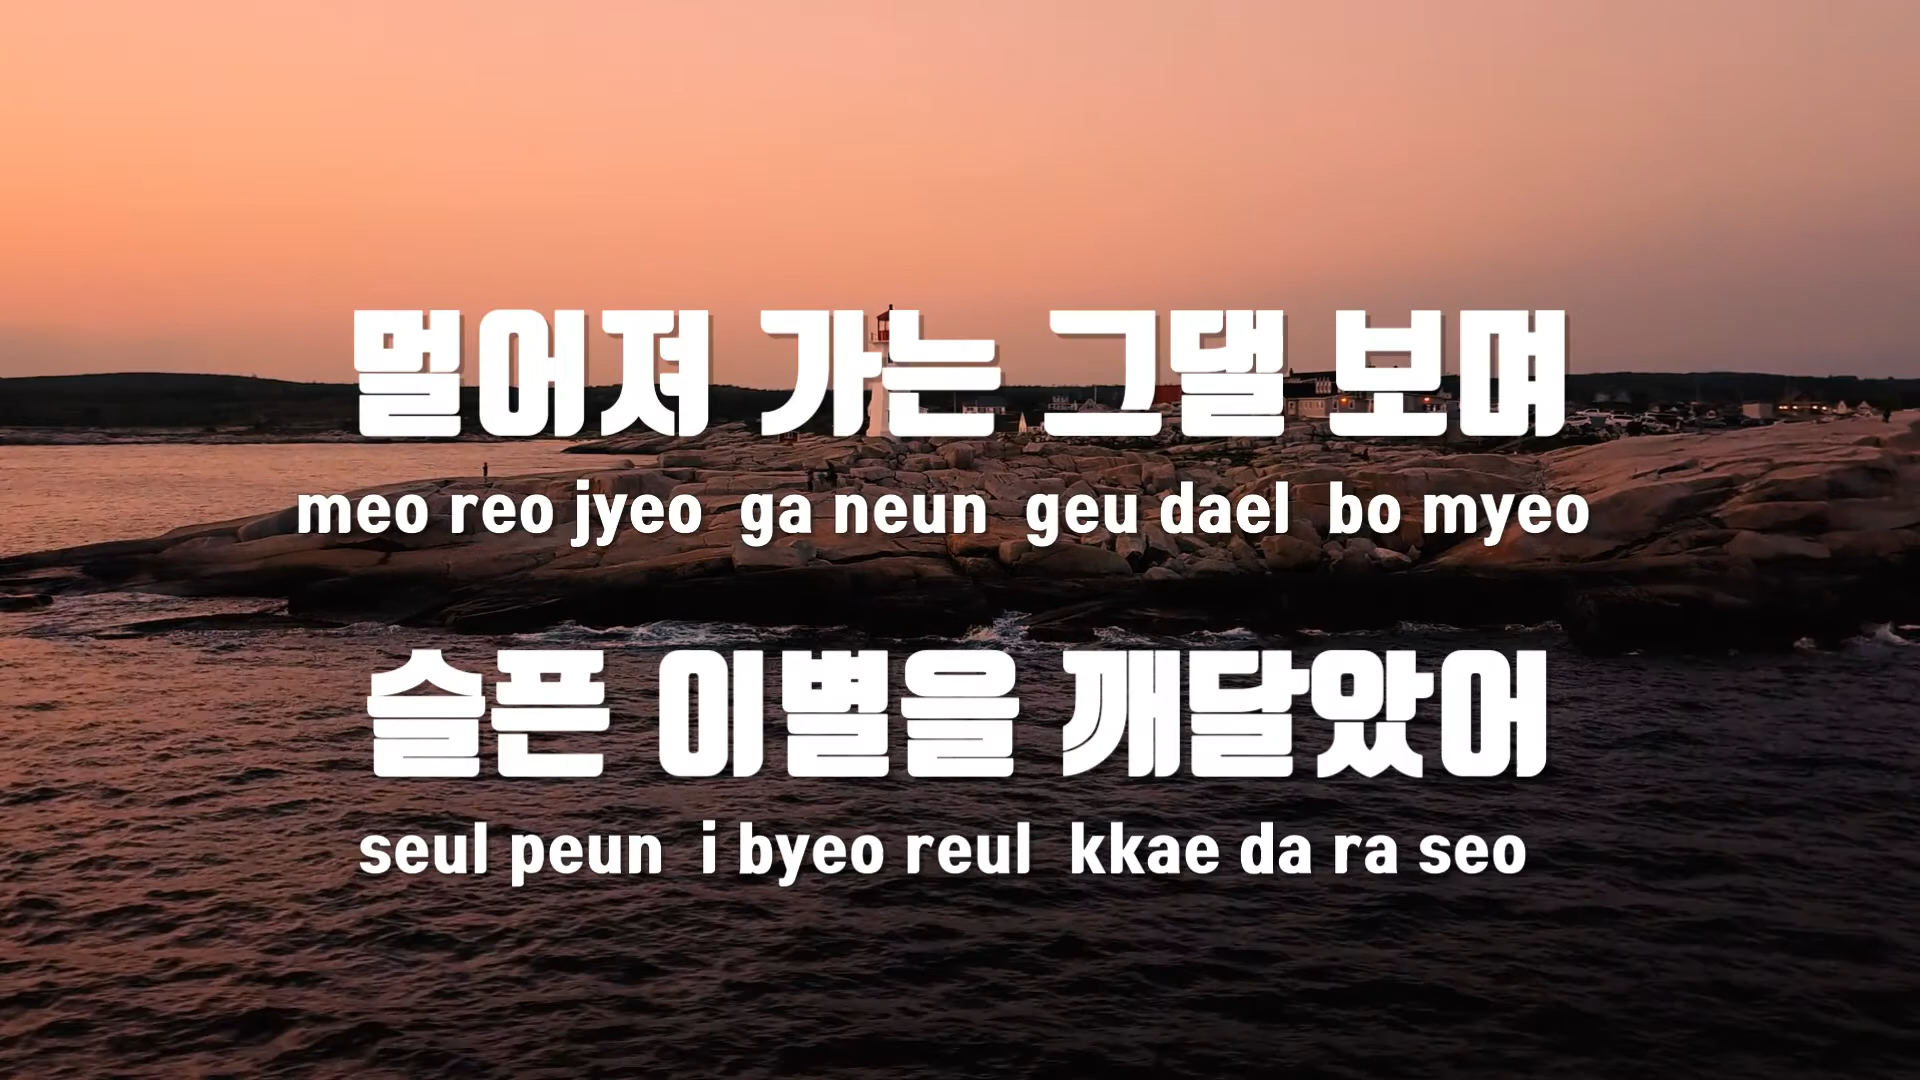 멀어져 가는 그댈 보며
meo reo jyeo ga neun geu dael bo myeo
슬픈 이별을 깨달았어
seul peun i byeo reul kkae da ra seo